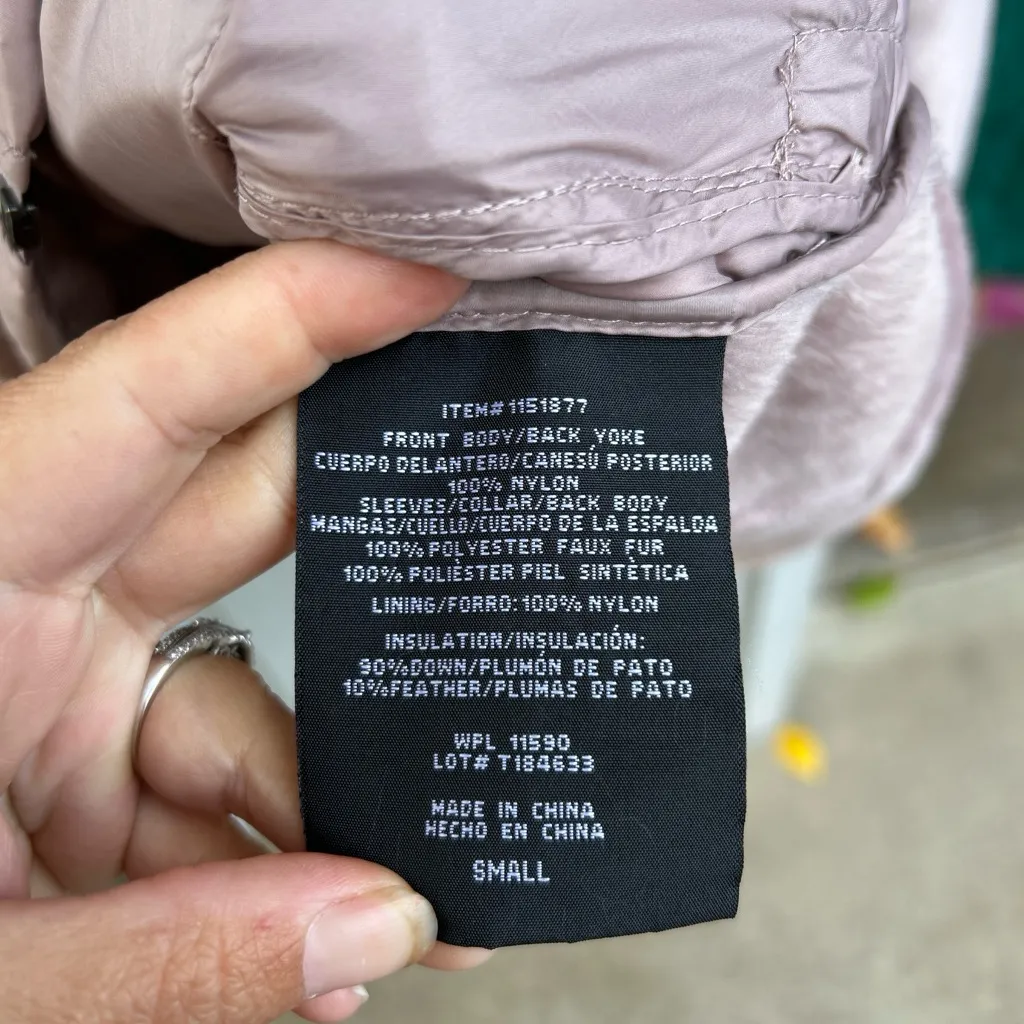 ITEM# 1151877
FRONT BODY/BACK YOKE
CUERPO DELANTERO/CANESÚ POSTERIOR
100% NYLON
SLEEVES/COLLAR/BACK BODY
MANGAS/CUELLO/CUERPO DE LA ESPALDA
100% POLYESTER FAUX FUR
100% POLIÉSTER PIEL SINTÉTICA
LINING/FORRO: 100% NYLON
INSULATION/INSULACIÓN:
90%DOWN/PLUMÓN DE PATO
10%FEATHER/PLUMAS DE PATO
WPL 11590
LOT# T184633
MADE IN CHINA
HECHO EN CHINA
SMALL